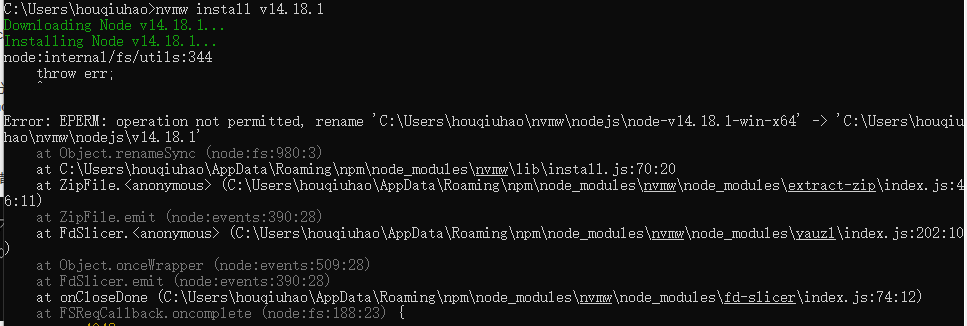 C:\Users\houqiuhao>nvmw install v14.18.1
Downloading Node v14.18.1...
Installing Node v14.18.1...
node:internal/fs/utils:344
    throw err;
    ^
Error: EPERM: operation not permitted, rename 'C:\Users\houqiuhao\nvmw\nodejs\node-v14.18.1-win-x64' -> 'C:\Users\houqiu
hao\nvmw\nodejs\v14.18.1'
    at Object.renameSync (node:fs:980:3)
    at C:\Users\houqiuhao\AppData\Roaming\npm\node_modules\nvmw\lib\install.js:70:20
    at ZipFile.<anonymous> (C:\Users\houqiuhao\AppData\Roaming\npm\node_modules\nvmw\node_modules\extract-zip\index.js:4
6:11)
    at ZipFile.emit (node:events:390:28)
    at FdSlicer.<anonymous> (C:\Users\houqiuhao\AppData\Roaming\npm\node_modules\nvmw\node_modules\yauzl\index.js:202:10
)
    at Object.onceWrapper (node:events:509:28)
    at FdSlicer.emit (node:events:390:28)
    at onCloseDone (C:\Users\houqiuhao\AppData\Roaming\npm\node_modules\nvmw\node_modules\fd-slicer\index.js:74:12)
    at FSReqCallback.oncomplete (node:fs:188:23) {